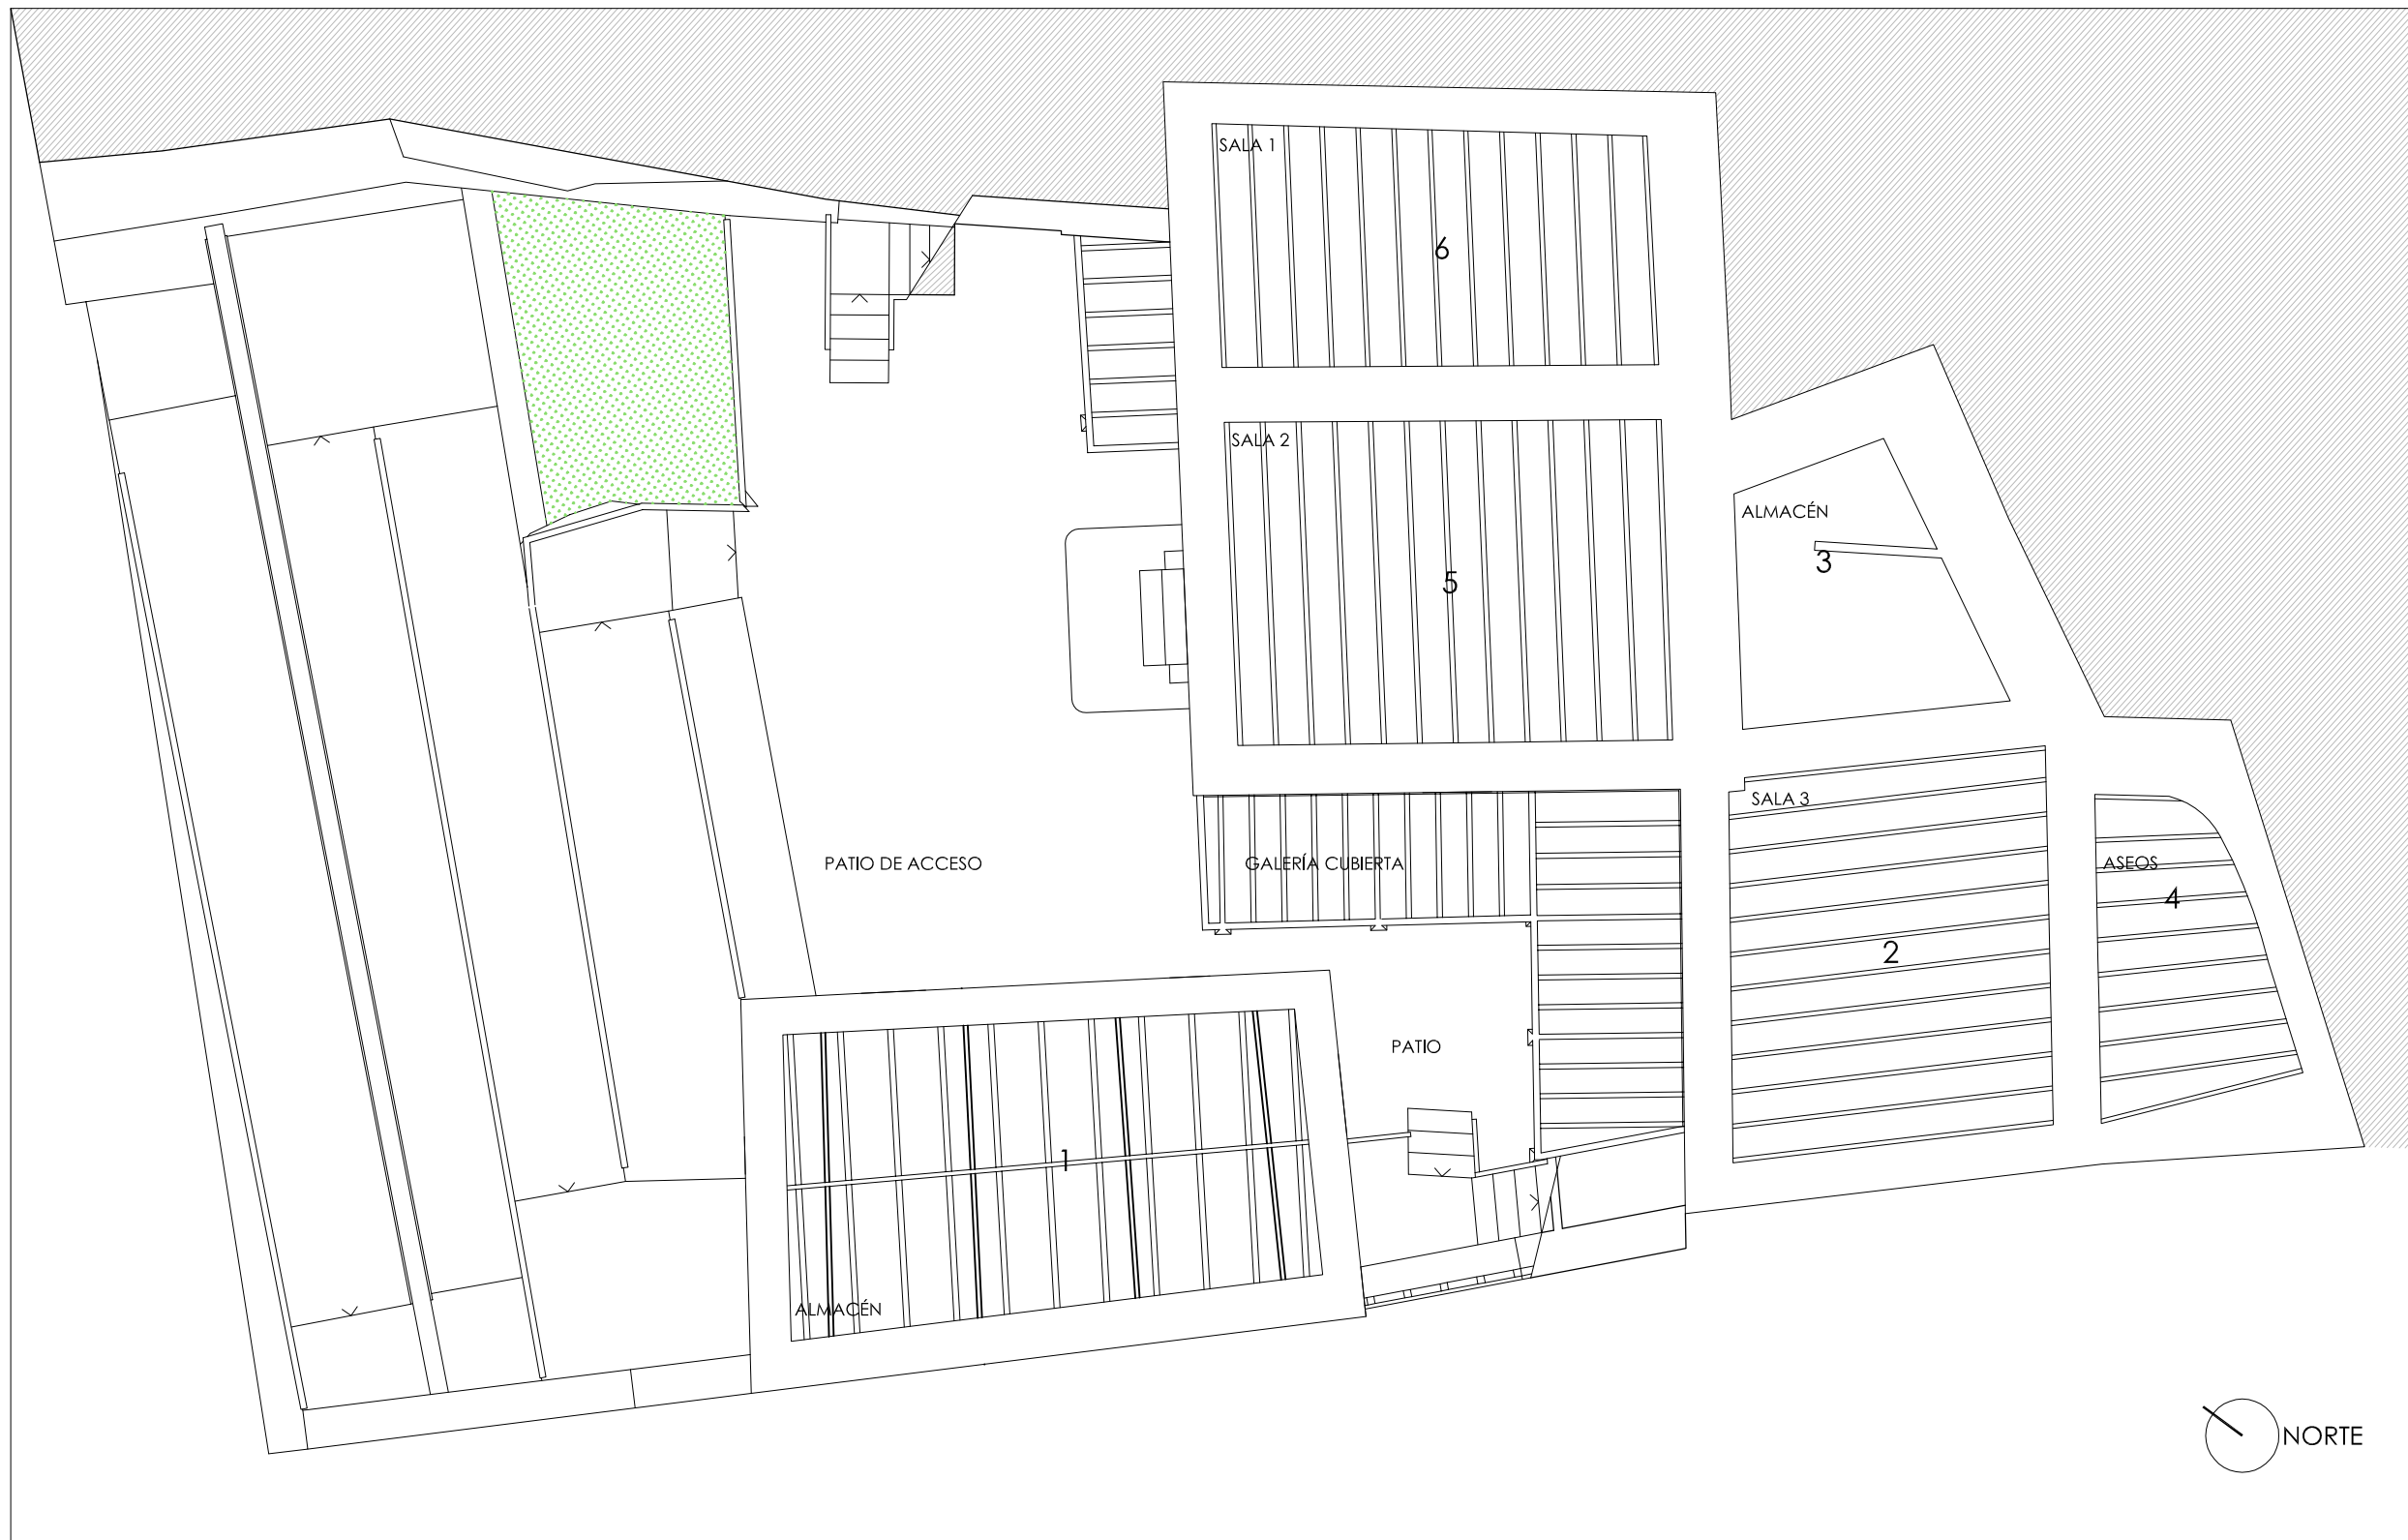 SALA 1
6
SALA 2
5
ALMACÉN
3
SALA 3
2
ASEOS
4
PATIO DE ACCESO
GALERÍA CUBIERTA
PATIO
1
ALMACÉN
NORTE